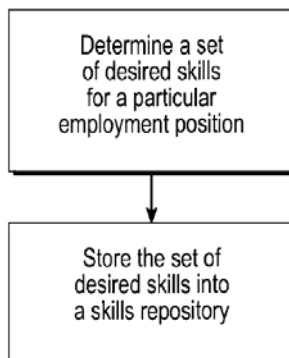 Determine a set
of desired skills
for a particular
employment position
Store the set of
desired skills into
a skills repository